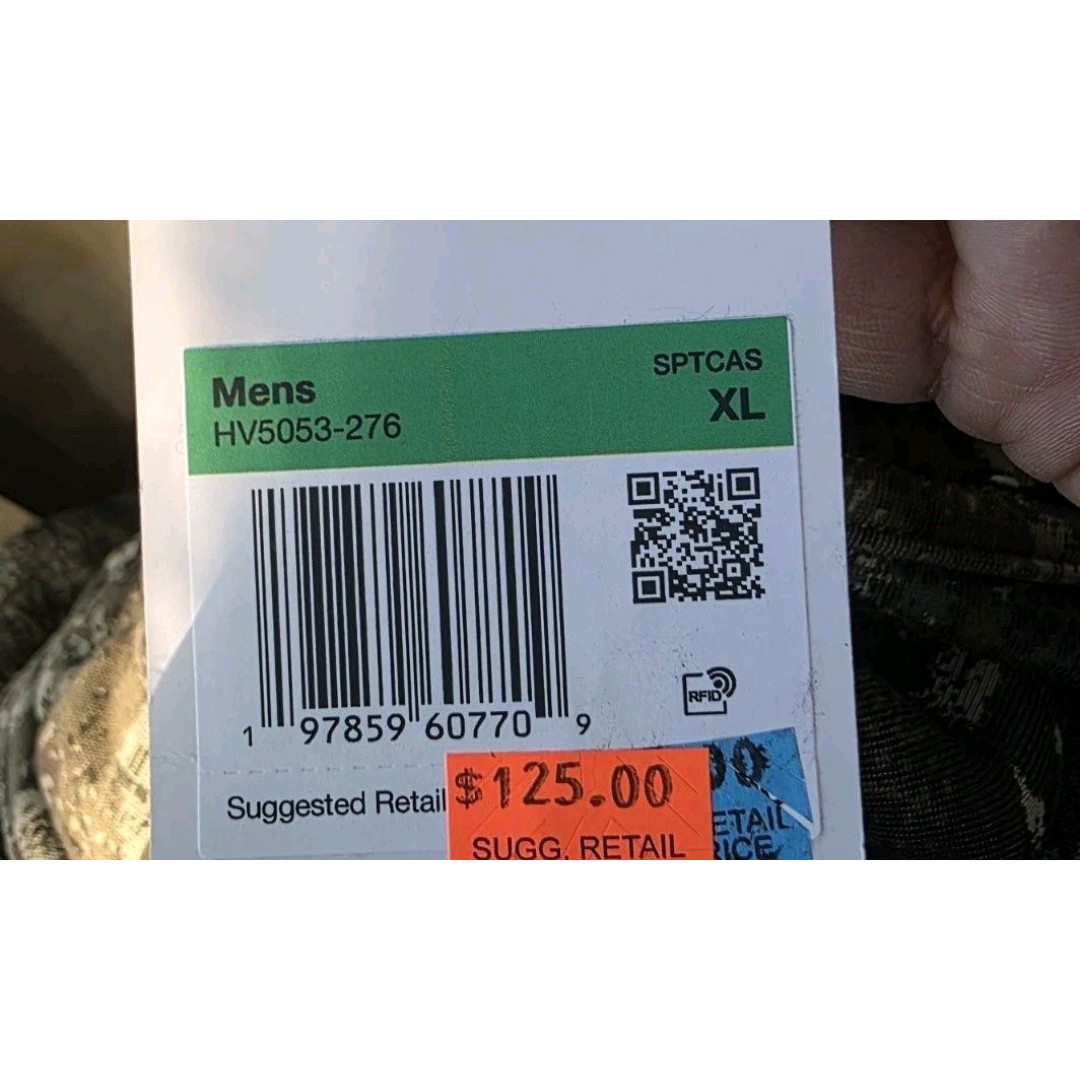 Mens
HV5053-276
SPTCAS
XL
RFID
1 97859 60770 9
Suggested Retail
$125.00
SUGG. RETAIL